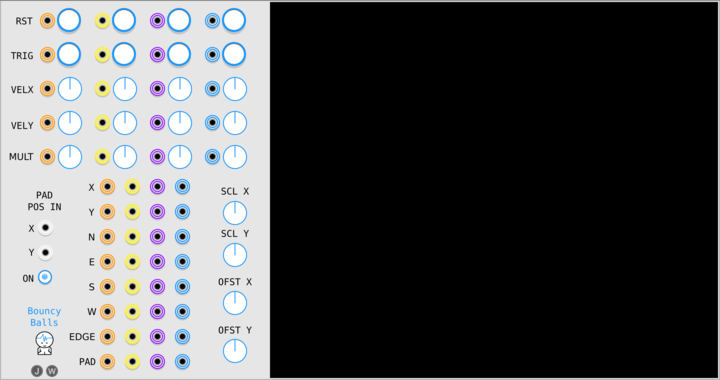 RST
TRIG
VELX
VELY
MULT
X
Y
N
E
S
W
EDGE
PAD
PAD
POS IN
X
Y
ON
Bouncy
Balls
J W
SCL X
SCL Y
OFST X
OFST Y